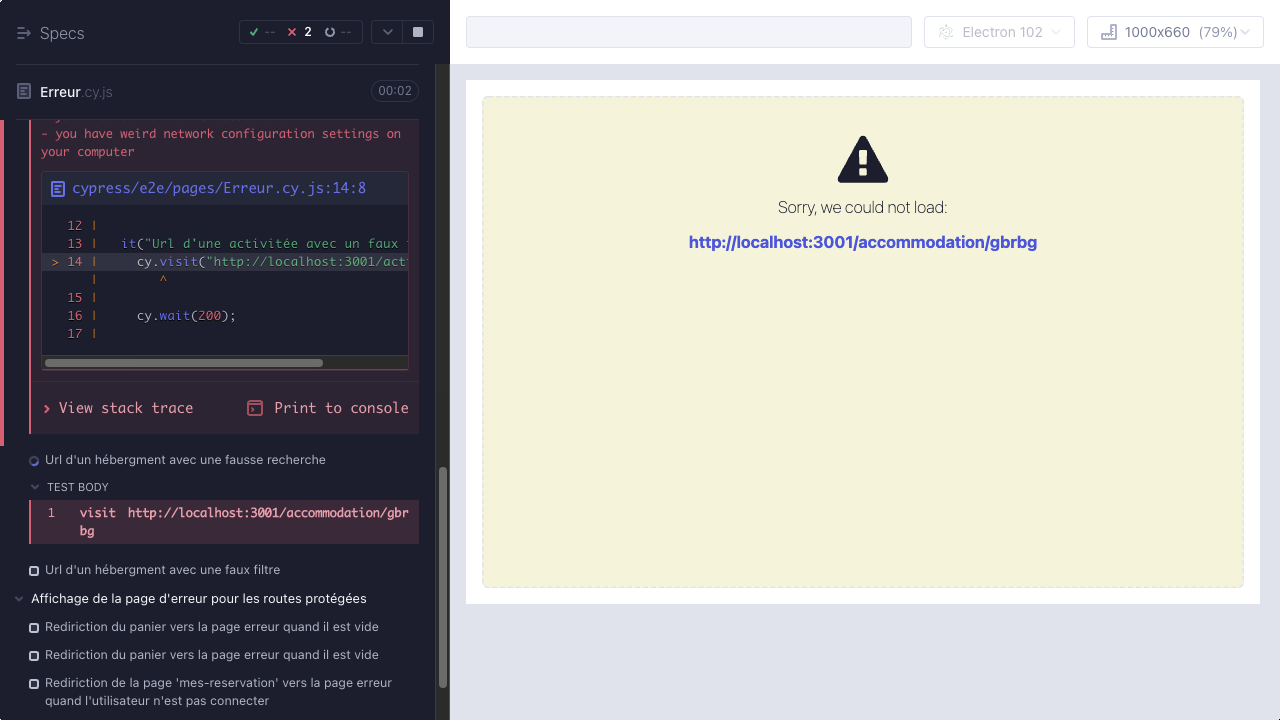 Specs
-- 2 --
Electron 102
1000x660 (79%)
Erreur.cy.js
00:02
- you have weird network configuration settings on
your computer
cypress/e2e/pages/Erreur.cy.js:14:8
12 |
13 | it("Url d'une activitée avec un faux
> 14 | cy.visit("http://localhost:3001/act
| ^
15 |
16 | cy.wait(200);
17 |
View stack trace
Print to console
Url d'un hébergment avec une fausse recherche
TEST BODY
1 visit http://localhost:3001/accommodation/gbr
bg
Url d'un hébergment avec une faux filtre
Affichage de la page d'erreur pour les routes protégées
Rediriction du panier vers la page erreur quand il est vide
Rediriction du panier vers la page erreur quand il est vide
Rediriction de la page 'mes-reservation' vers la page erreur
quand l'utilisateur n'est pas connecter
Sorry, we could not load:
http://localhost:3001/accommodation/gbrbg